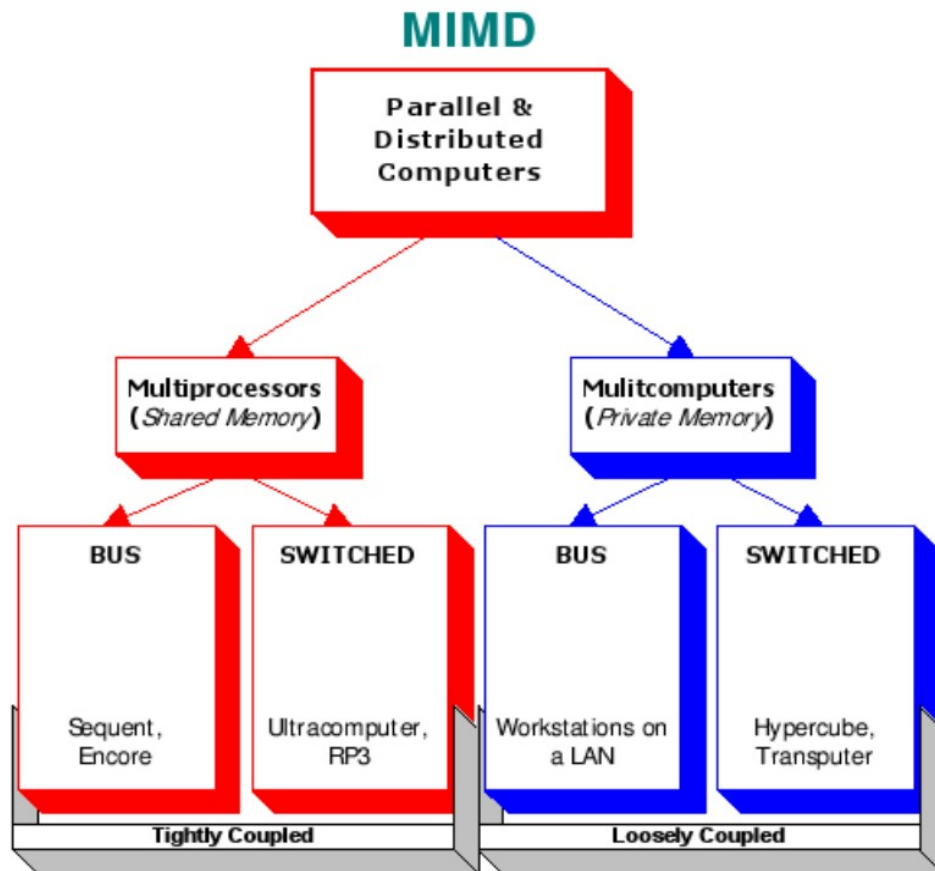 MIMD
Parallel &
Distributed
Computers
Multiprocessors
(Shared Memory)
Mulitcomputers
(Private Memory)
BUS
Sequent,
Encore
SWITCHED
Ultracomputer,
RP3
BUS
Workstations on
a LAN
SWITCHED
Hypercube,
Transputer
Tightly Coupled
Loosely Coupled